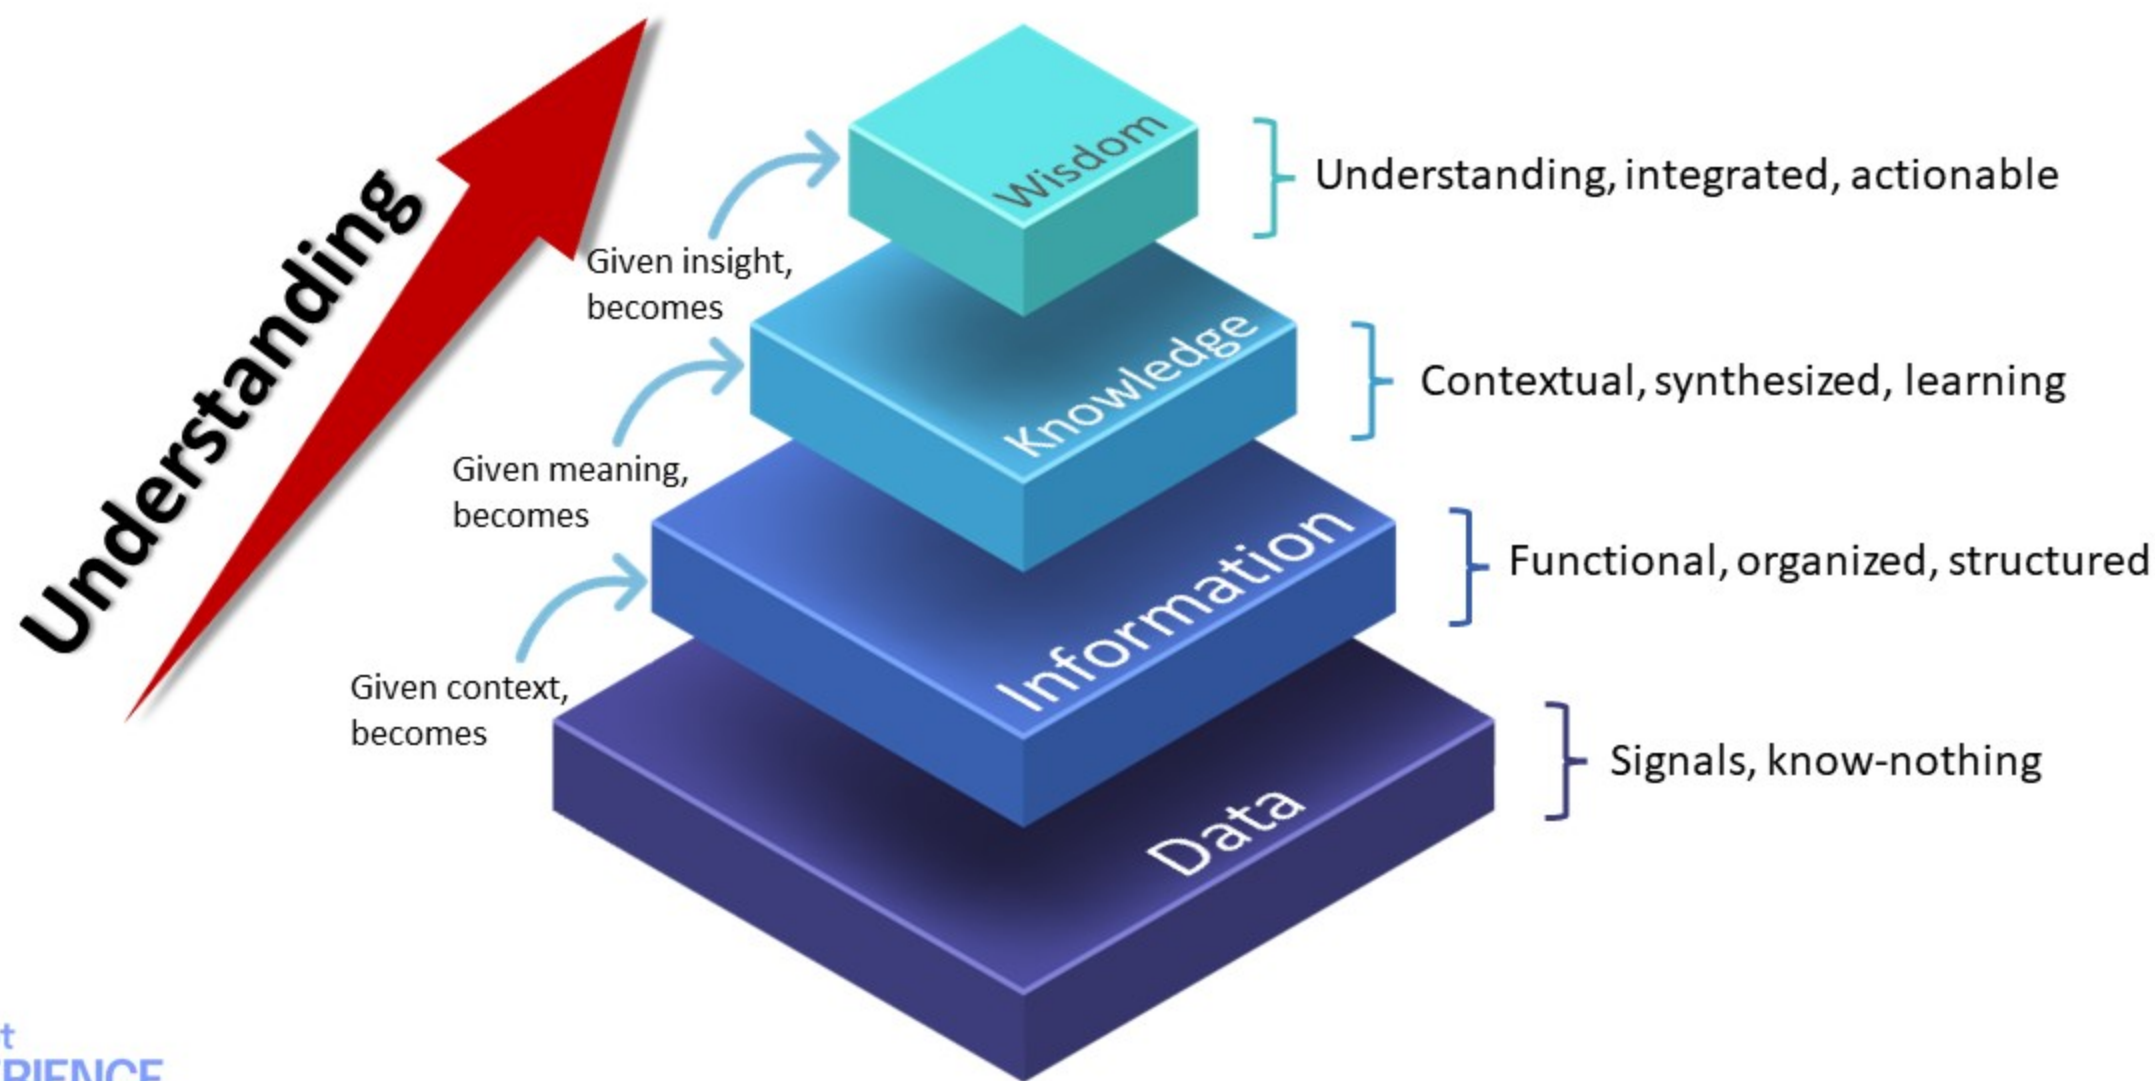 Understanding
Wisdom
Understanding, integrated, actionable
Given insight,
becomes
Knowledge
Contextual, synthesized, learning
Given meaning,
becomes
Information
Functional, organized, structured
Given context,
becomes
Data
Signals, know-nothing